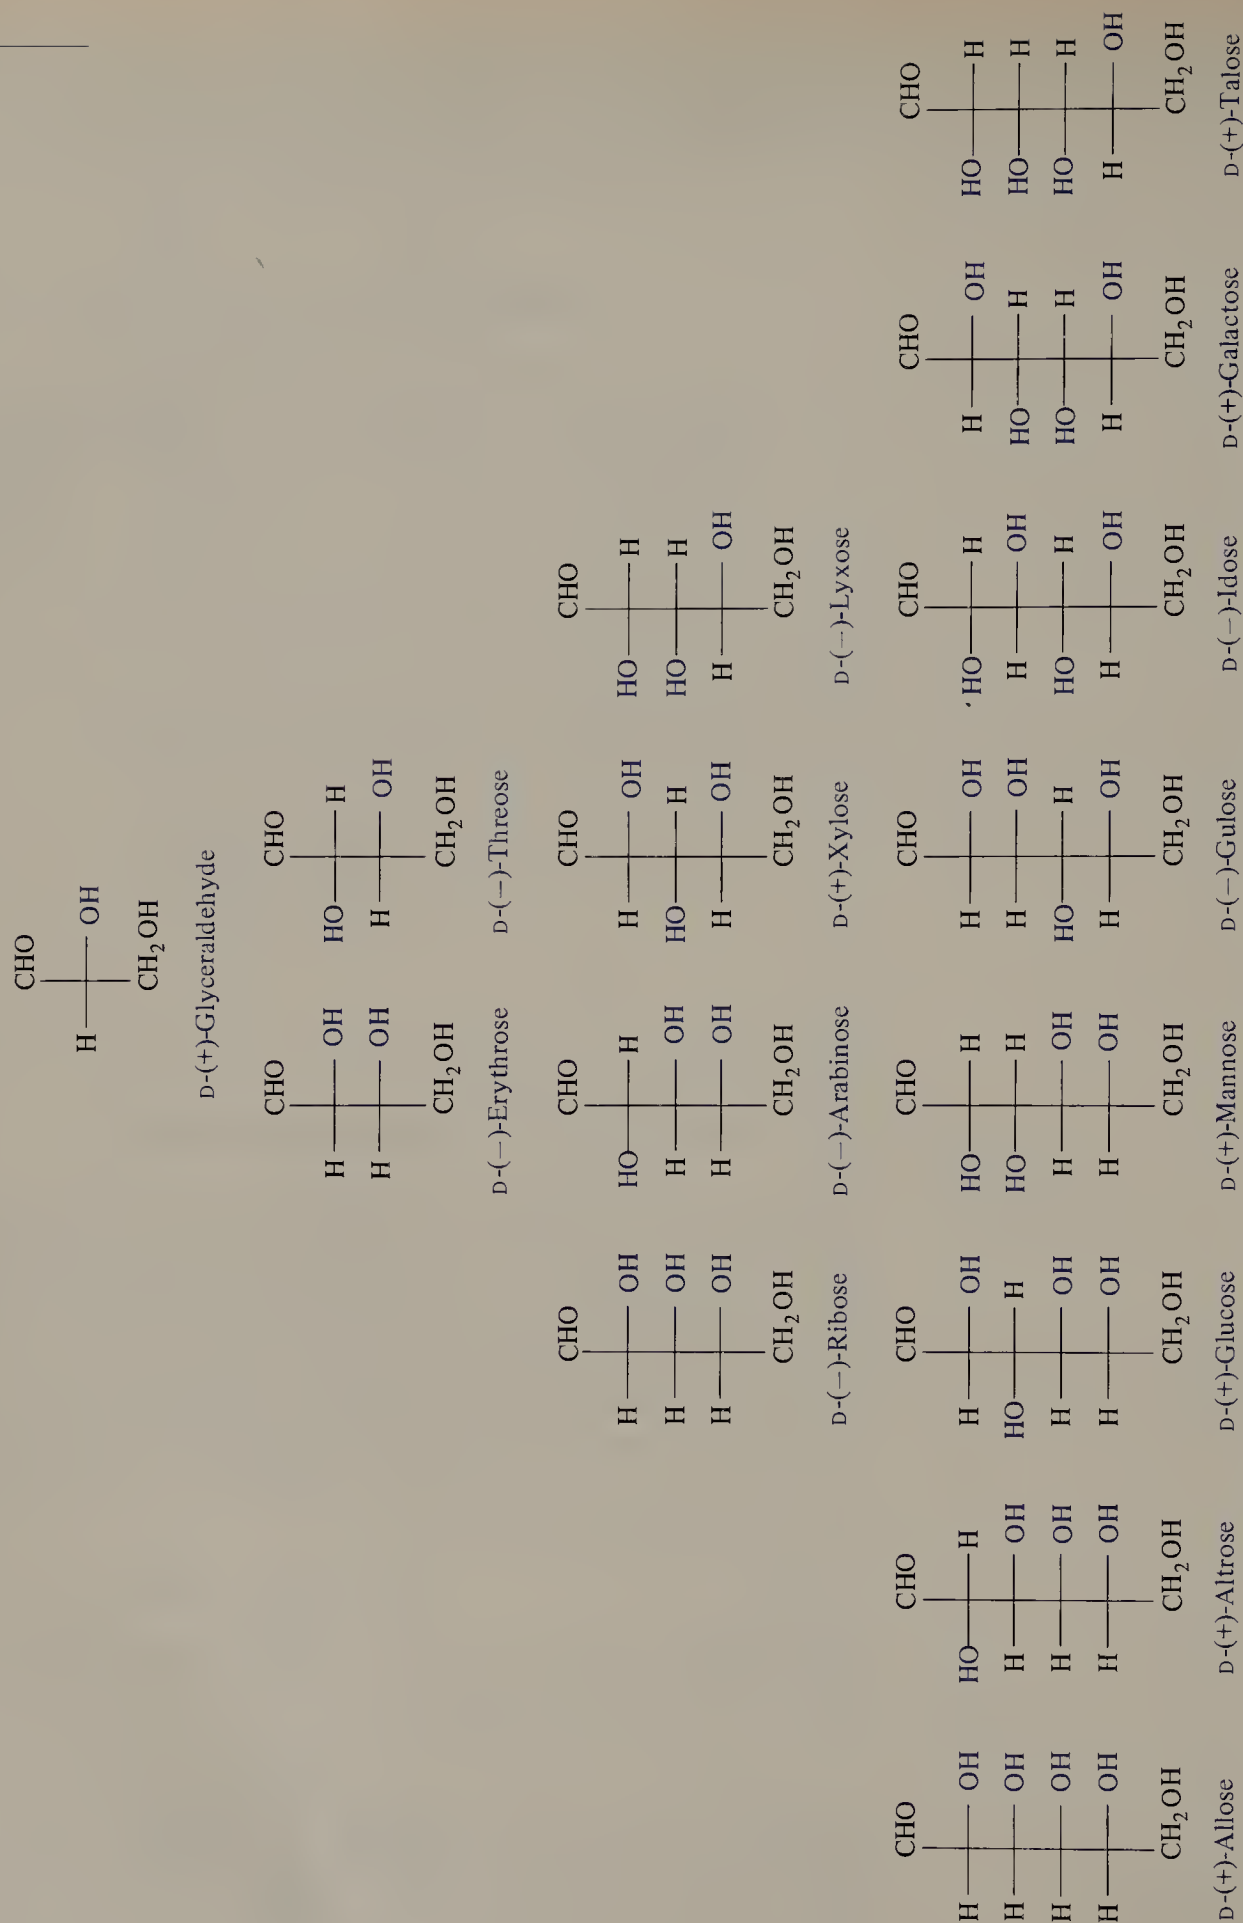 CHO
H OH
CH2OH
D-(+)-Glyceraldehyde
CHO CHO
H OH HO H
H OH H OH
CH2OH CH2OH
D-(−)-Erythrose D-(−)-Threose
CHO CHO CHO CHO
H OH HO H H OH HO H
H OH H OH HO H HO H
H OH H OH H OH H OH
CH2OH CH2OH CH2OH CH2OH
D-(−)-Ribose D-(−)-Arabinose D-(+)-Xylose D-(−)-Lyxose
CHO CHO CHO CHO CHO CHO CHO CHO
H OH HO H H OH HO H H OH HO H H OH HO H
H OH H OH HO H HO H H OH H OH HO H HO H
H OH H OH H OH H OH HO H HO H HO H HO H
H OH H OH H OH H OH H OH H OH H OH H OH
CH2OH CH2OH CH2OH CH2OH CH2OH CH2OH CH2OH CH2OH
D-(+)-Allose D-(+)-Altrose D-(+)-Glucose D-(+)-Mannose D-(−)-Gulose D-(−)-Idose D-(+)-Galactose D-(+)-Talose